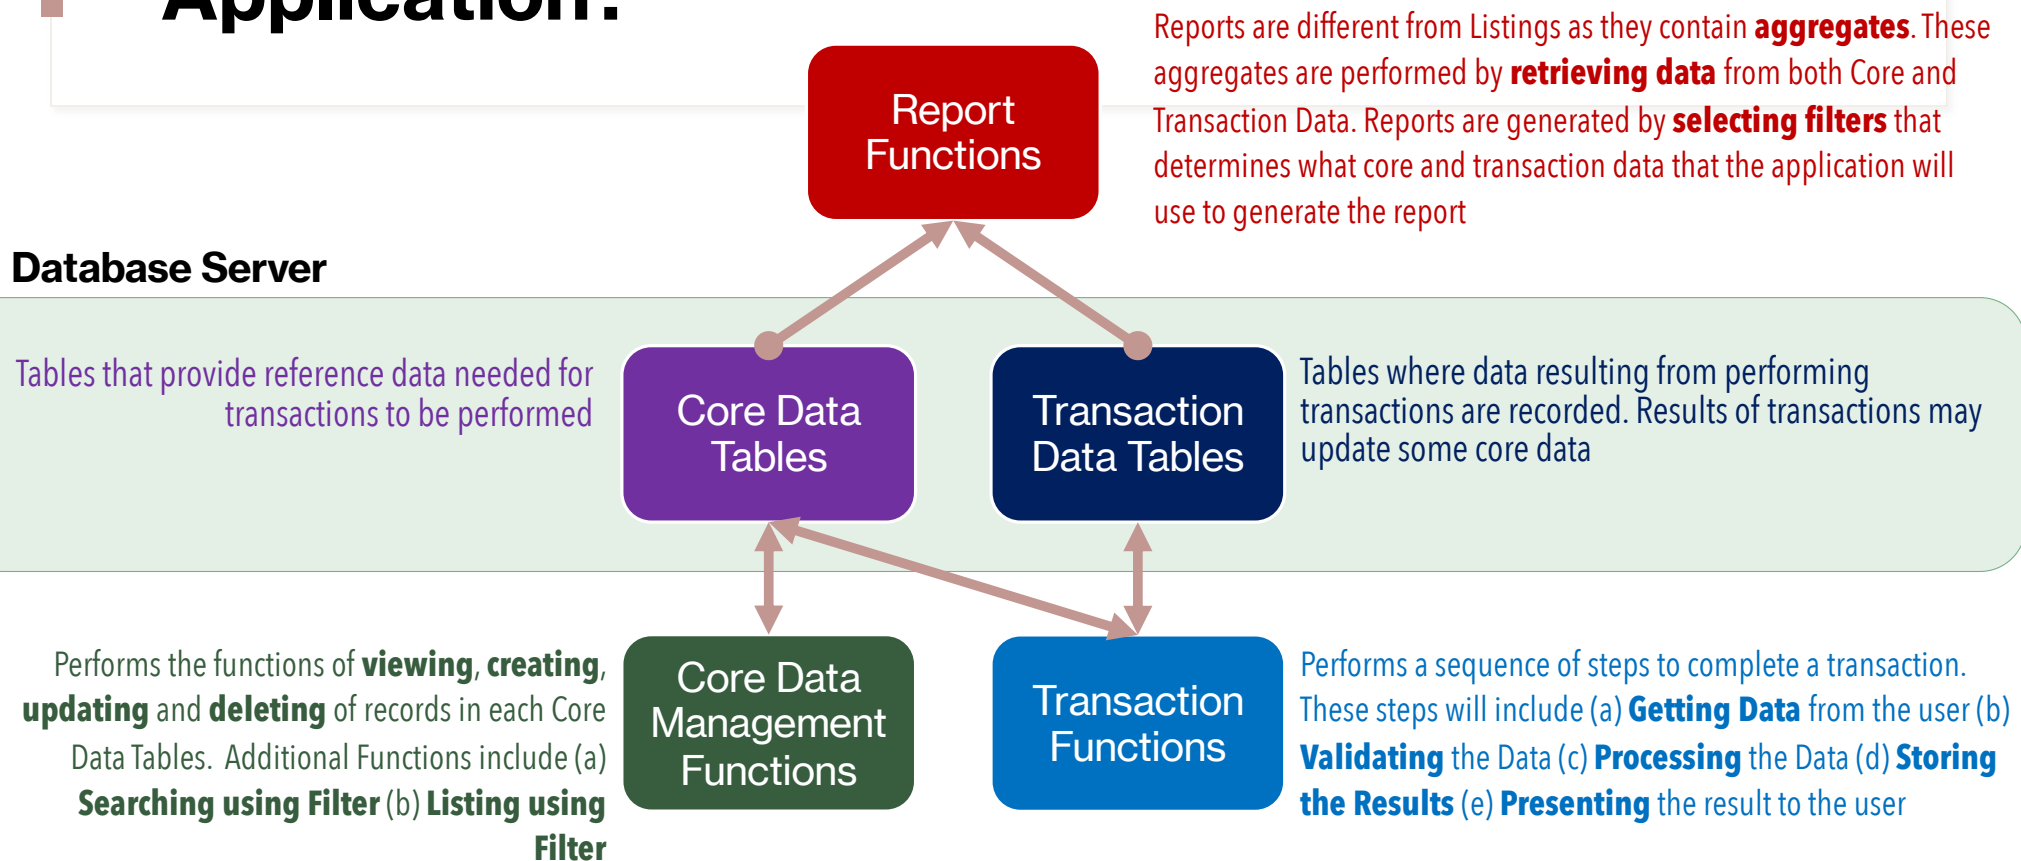 Application?
Reports are different from Listings as they contain aggregates. These
aggregates are performed by retrieving data from both Core and
Transaction Data. Reports are generated by selecting filters that
determines what core and transaction data that the application will
use to generate the report
Report
Functions
Database Server
Tables that provide reference data needed for
transactions to be performed
Core Data
Tables
Transaction
Data Tables
Tables where data resulting from performing
transactions are recorded. Results of transactions may
update some core data
Performs the functions of viewing, creating,
updating and deleting of records in each Core
Data Tables. Additional Functions include (a)
Searching using Filter (b) Listing using
Filter
Core Data
Management
Functions
Transaction
Functions
Performs a sequence of steps to complete a transaction.
These steps will include (a) Getting Data from the user (b)
Validating the Data (c) Processing the Data (d) Storing
the Results (e) Presenting the result to the user